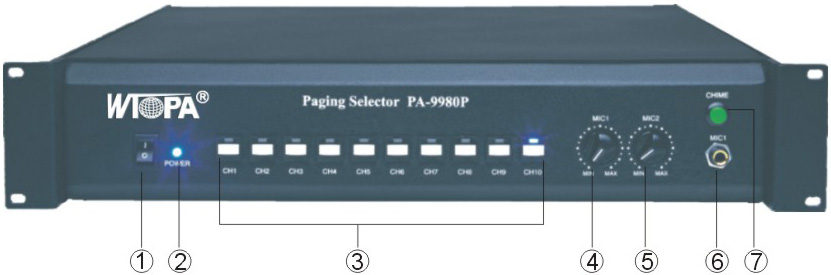 WTOPA®
Paging Selector PA-9980P
CHIME
MIC1 MIC2
MIC1
I
O
POWER
CH1 CH2 CH3 CH4 CH5 CH6 CH7 CH8 CH9 CH10
MIN MAX MIN MAX
① ② ③ ④ ⑤ ⑥ ⑦